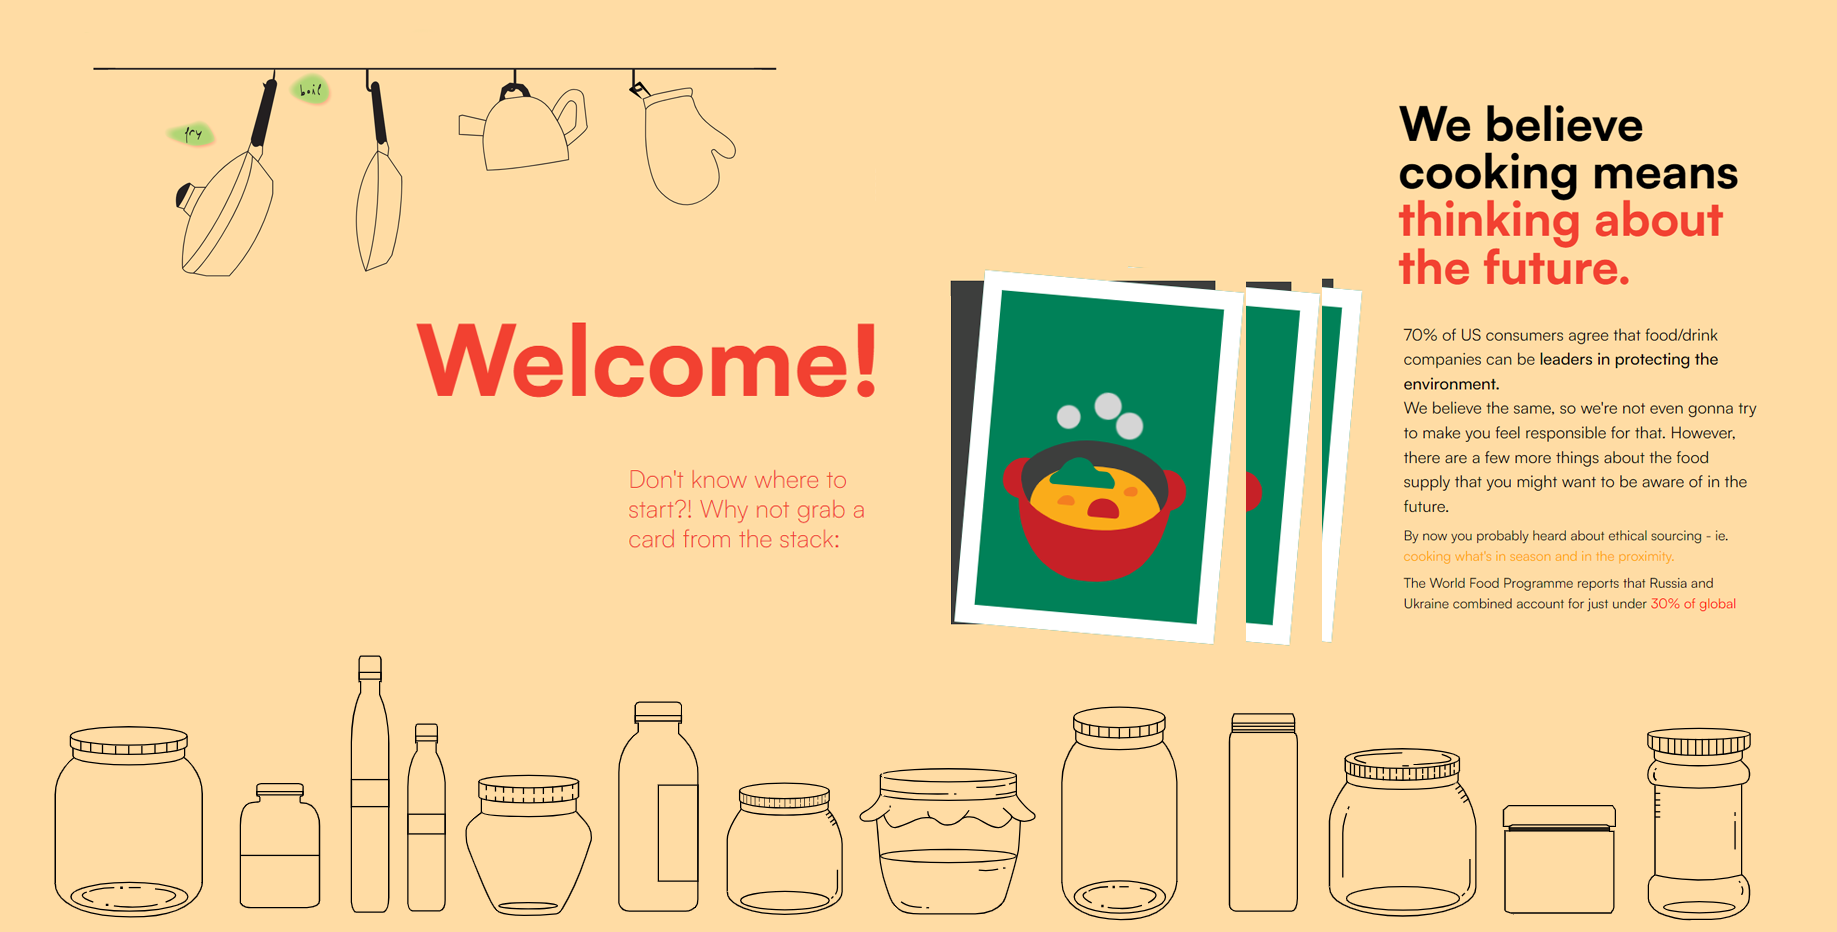 boil
fry
Welcome!
Don't know where to
start?! Why not grab a
card from the stack:
We believe
cooking means
thinking about
the future.
70% of US consumers agree that food/drink
companies can be leaders in protecting the
environment.
We believe the same, so we're not even gonna try
to make you feel responsible for that. However,
there are a few more things about the food
supply that you might want to be aware of in the
future.
By now you probably heard about ethical sourcing - ie.
cooking what's in season and in the proximity.
The World Food Programme reports that Russia and
Ukraine combined account for just under 30% of global